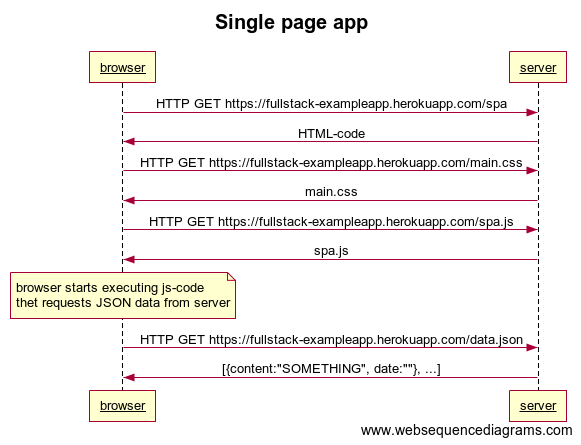 Single page app
browser
server
HTTP GET https://fullstack-exampleapp.herokuapp.com/spa
HTML-code
HTTP GET https://fullstack-exampleapp.herokuapp.com/main.css
main.css
HTTP GET https://fullstack-exampleapp.herokuapp.com/spa.js
spa.js
browser starts executing js-code
thet requests JSON data from server
HTTP GET https://fullstack-exampleapp.herokuapp.com/data.json
[{content:"SOMETHING", date:""}, ...]
browser
server
www.websequencediagrams.com